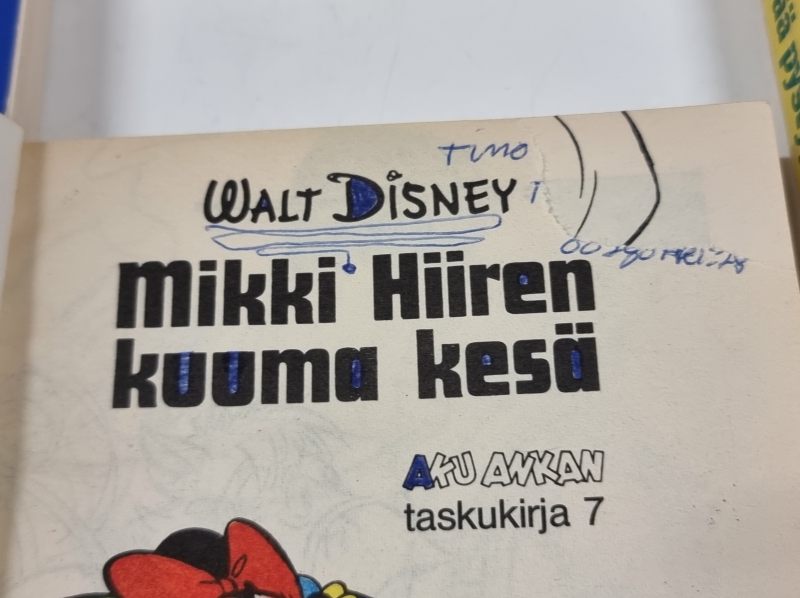 TIMO
WALT DISNEY
Mikki Hiiren
kuuma kesä
AKU ANKAN
taskukirja 7